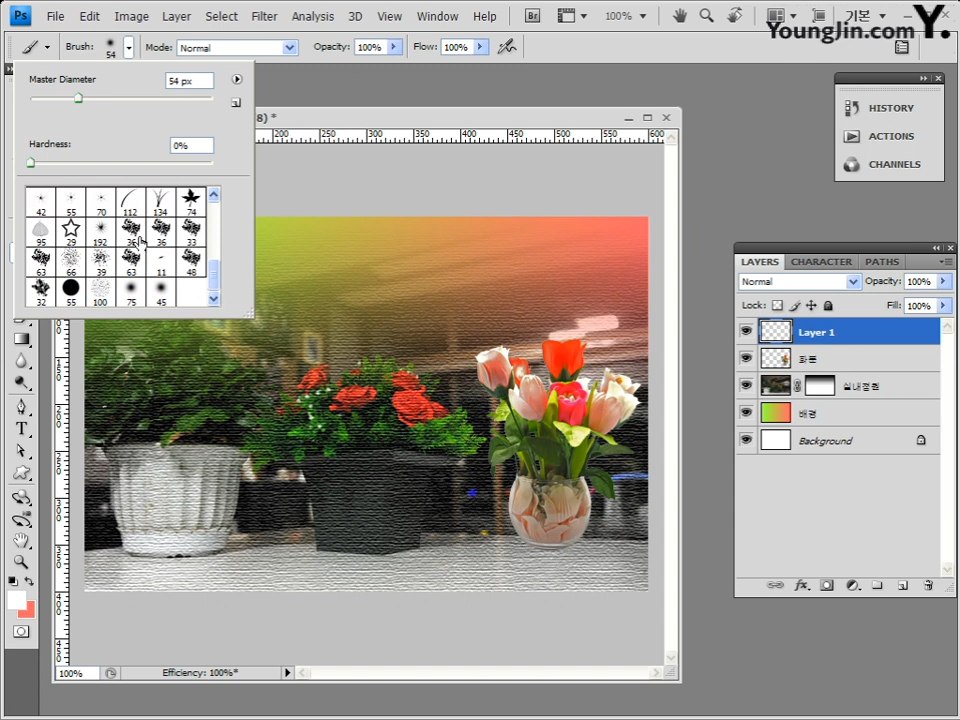 Ps File Edit Image Layer Select Filter Analysis 3D View Window Help Br 100% 기본
YoungJin.com Y.
Brush: 54 Mode: Normal Opacity: 100% Flow: 100%
Master Diameter 54 px
Hardness: 0%
42 55 70 112 134 74
95 29 192 36 36 33
63 66 39 63 11 48
32 55 100 75 45
8) *
200 250 300 350 400 450 500 550 600
HISTORY
ACTIONS
CHANNELS
LAYERS CHARACTER PATHS
Normal Opacity: 100%
Lock: Fill: 100%
Layer 1
화분
실내정원
배경
Background
100% Efficiency: 100%*